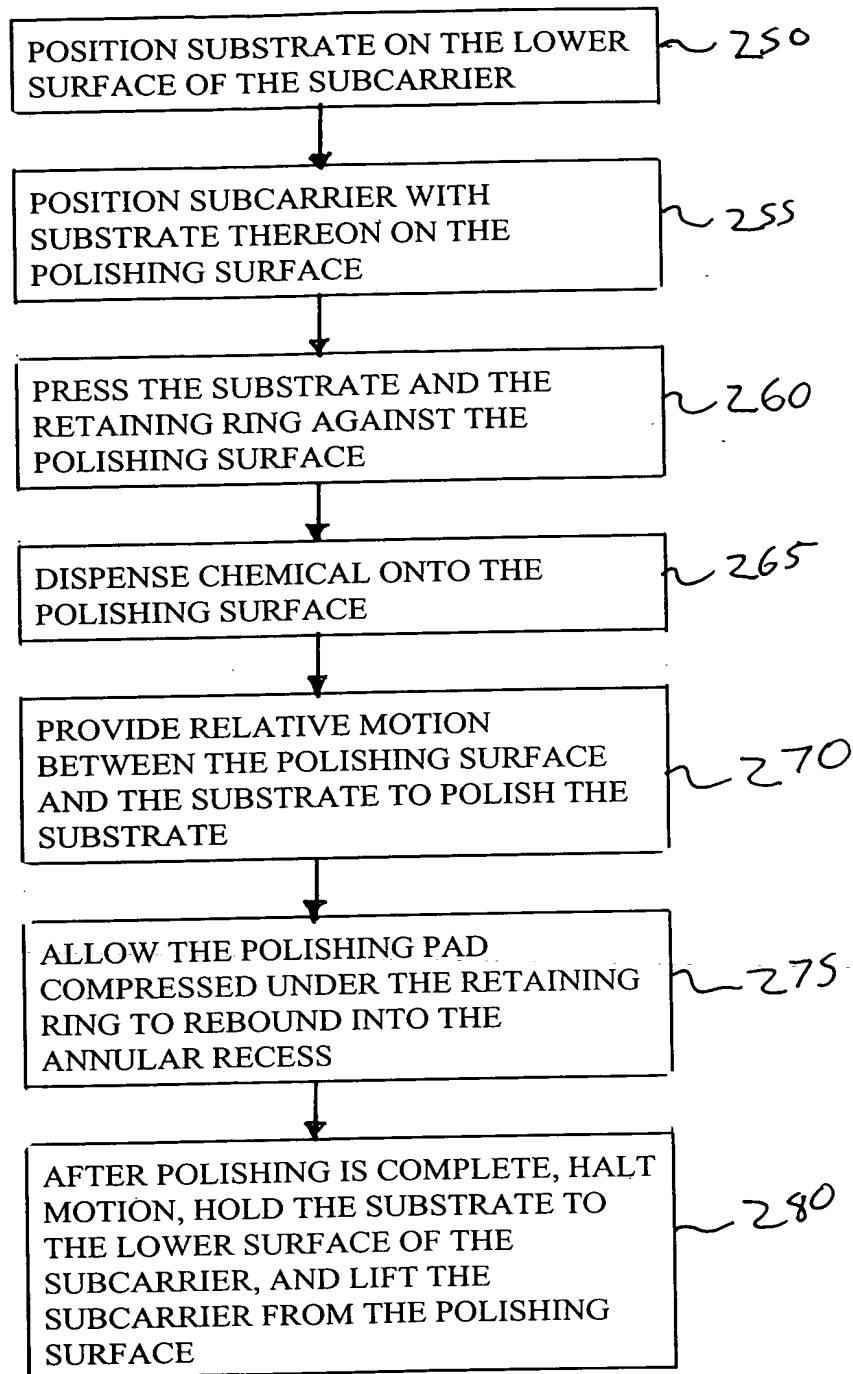 POSITION SUBSTRATE ON THE LOWER
SURFACE OF THE SUBCARRIER
250
POSITION SUBCARRIER WITH
SUBSTRATE THEREON ON THE
POLISHING SURFACE
255
PRESS THE SUBSTRATE AND THE
RETAINING RING AGAINST THE
POLISHING SURFACE
260
DISPENSE CHEMICAL ONTO THE
POLISHING SURFACE
265
PROVIDE RELATIVE MOTION
BETWEEN THE POLISHING SURFACE
AND THE SUBSTRATE TO POLISH THE
SUBSTRATE
270
ALLOW THE POLISHING PAD
COMPRESSED UNDER THE RETAINING
RING TO REBOUND INTO THE
ANNULAR RECESS
275
AFTER POLISHING IS COMPLETE, HALT
MOTION, HOLD THE SUBSTRATE TO
THE LOWER SURFACE OF THE
SUBCARRIER, AND LIFT THE
SUBCARRIER FROM THE POLISHING
SURFACE
280